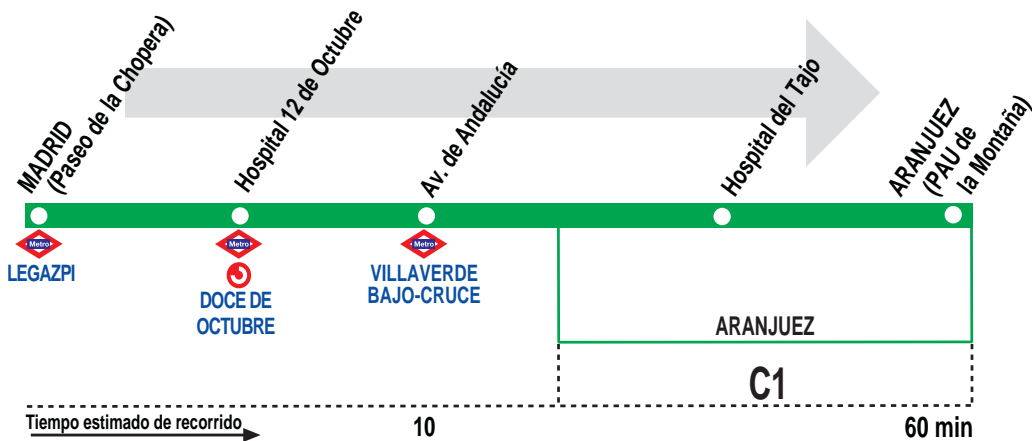 MADRID
(Paseo de la Chopera)
Hospital 12 de Octubre
Av. de Andalucía
Hospital del Tajo
ARANJUEZ
(PAU de
la Montaña)
Metro
LEGAZPI
Metro
DOCE DE
OCTUBRE
Metro
VILLAVERDE
BAJO-CRUCE
ARANJUEZ
C1
Tiempo estimado de recorrido
10
60 min